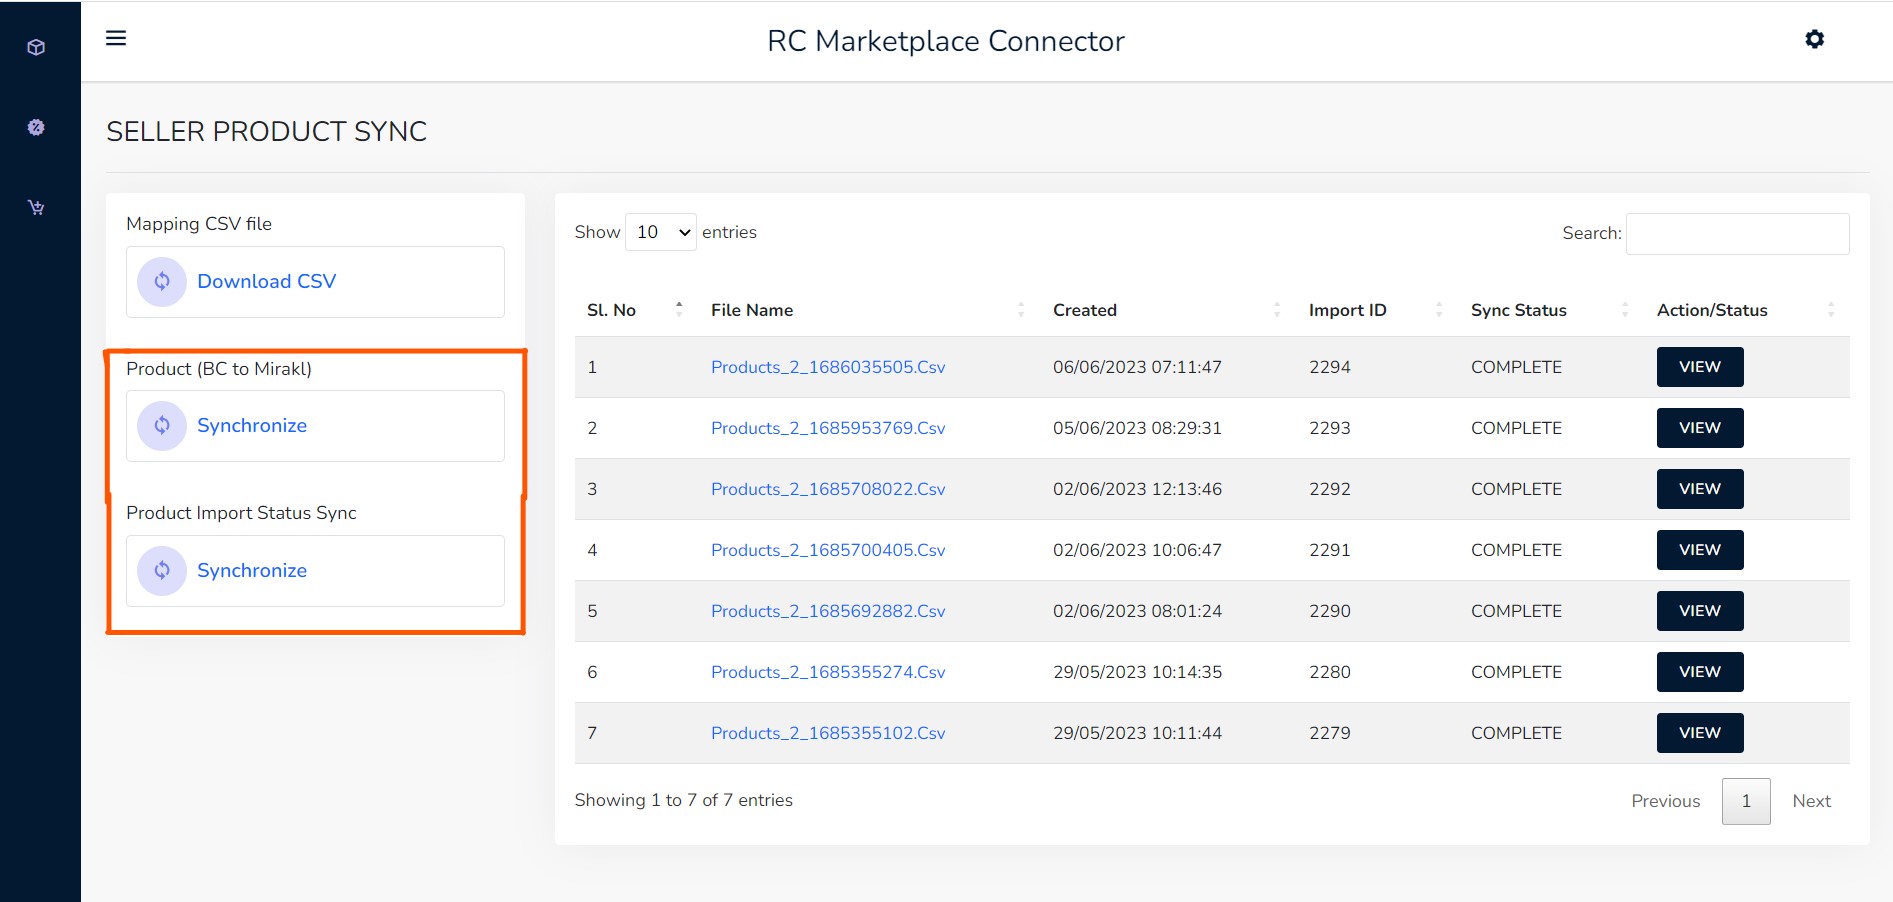 RC Marketplace Connector
SELLER PRODUCT SYNC
Mapping CSV file
Download CSV
Product (BC to Mirakl)
Synchronize
Product Import Status Sync
Synchronize
Show 10 entries
Search:
Sl. No File Name Created Import ID Sync Status Action/Status
1 Products_2_1686035505.Csv 06/06/2023 07:11:47 2294 COMPLETE VIEW
2 Products_2_1685953769.Csv 05/06/2023 08:29:31 2293 COMPLETE VIEW
3 Products_2_1685708022.Csv 02/06/2023 12:13:46 2292 COMPLETE VIEW
4 Products_2_1685700405.Csv 02/06/2023 10:06:47 2291 COMPLETE VIEW
5 Products_2_1685692882.Csv 02/06/2023 08:01:24 2290 COMPLETE VIEW
6 Products_2_1685355274.Csv 29/05/2023 10:14:35 2280 COMPLETE VIEW
7 Products_2_1685355102.Csv 29/05/2023 10:11:44 2279 COMPLETE VIEW
Showing 1 to 7 of 7 entries
Previous 1 Next